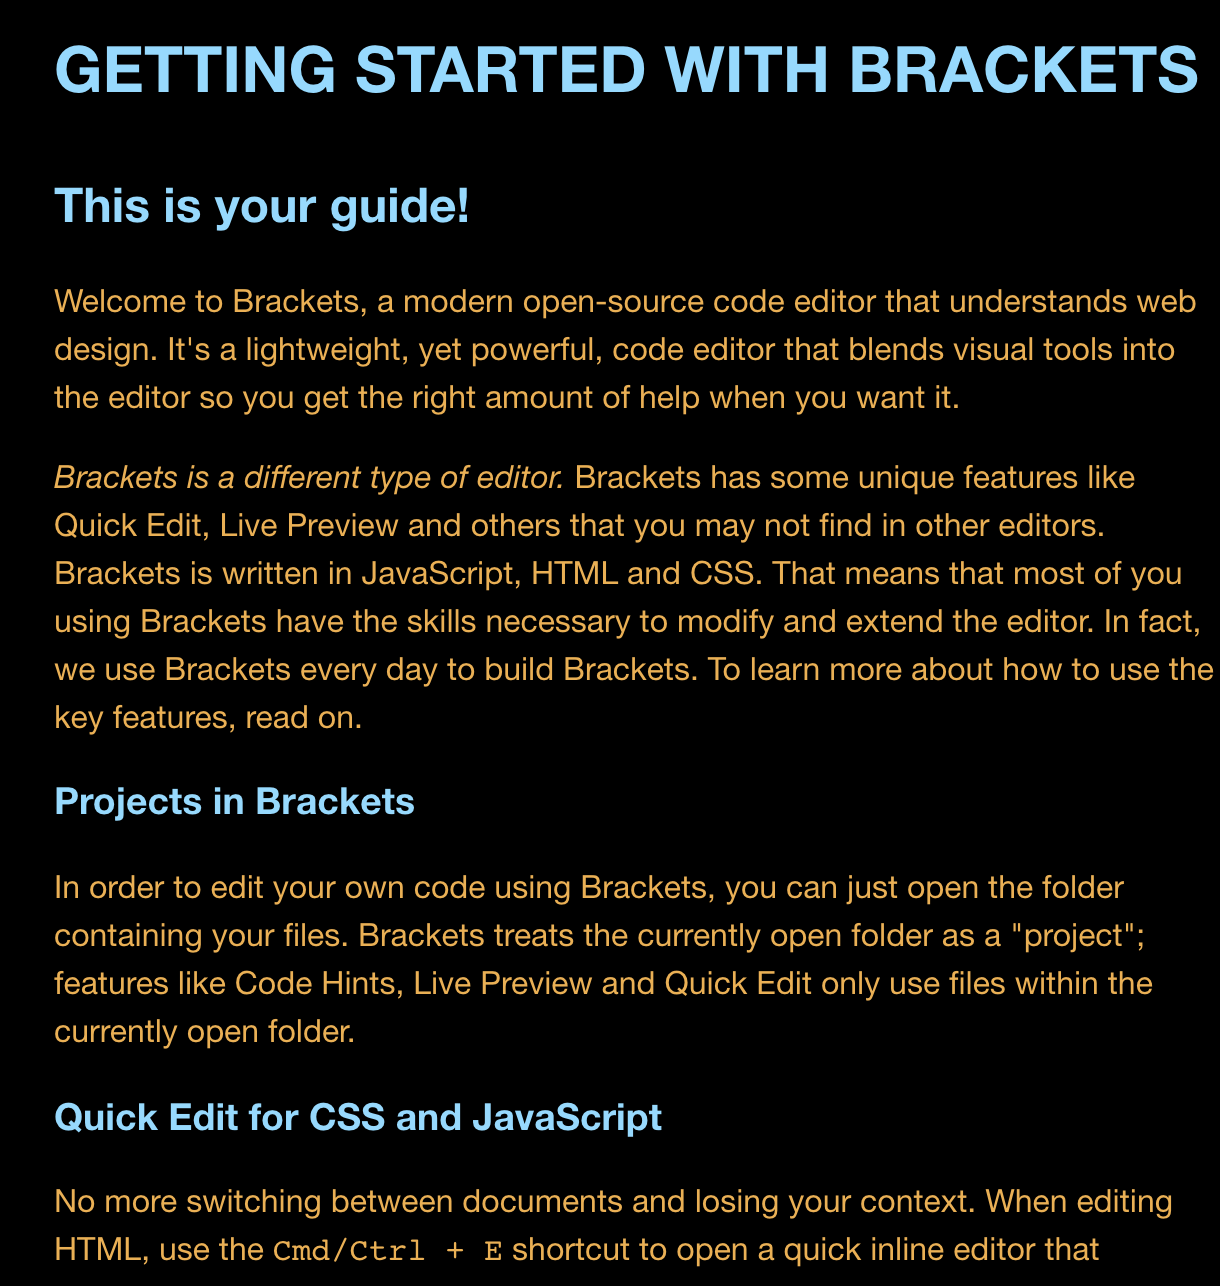 GETTING STARTED WITH BRACKETS
This is your guide!
Welcome to Brackets, a modern open-source code editor that understands web
design. It's a lightweight, yet powerful, code editor that blends visual tools into
the editor so you get the right amount of help when you want it.
Brackets is a different type of editor. Brackets has some unique features like
Quick Edit, Live Preview and others that you may not find in other editors.
Brackets is written in JavaScript, HTML and CSS. That means that most of you
using Brackets have the skills necessary to modify and extend the editor. In fact,
we use Brackets every day to build Brackets. To learn more about how to use the
key features, read on.
Projects in Brackets
In order to edit your own code using Brackets, you can just open the folder
containing your files. Brackets treats the currently open folder as a "project";
features like Code Hints, Live Preview and Quick Edit only use files within the
currently open folder.
Quick Edit for CSS and JavaScript
No more switching between documents and losing your context. When editing
HTML, use the Cmd/Ctrl + E shortcut to open a quick inline editor that